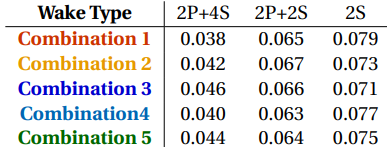 Wake Type 2P+4S 2P+2S 2S
Combination 1 0.038 0.065 0.079
Combination 2 0.042 0.067 0.073
Combination 3 0.046 0.066 0.071
Combination4 0.040 0.063 0.077
Combination 5 0.044 0.064 0.075